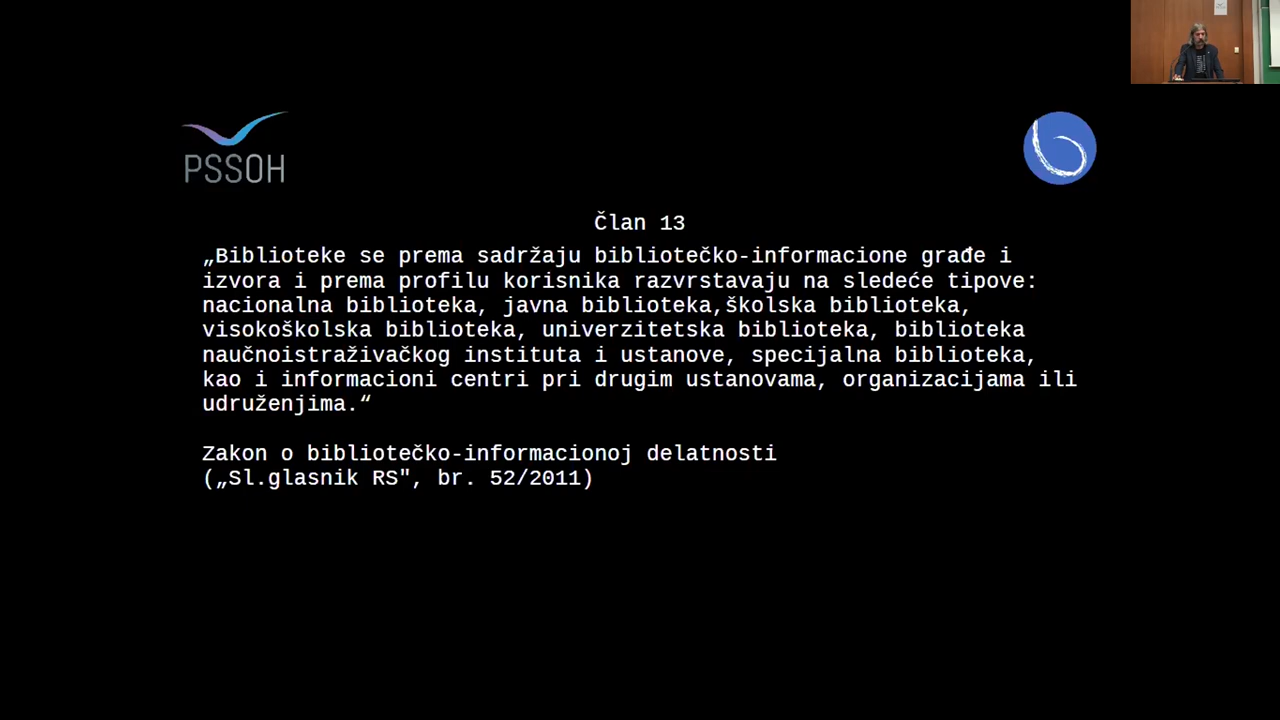 PSSOH
Član 13
„Biblioteke se prema sadržaju bibliotečko-informacione građe i
izvora i prema profilu korisnika razvrstavaju na sledeće tipove:
nacionalna biblioteka, javna biblioteka,školska biblioteka,
visokoškolska biblioteka, univerzitetska biblioteka, biblioteka
naučnoistraživačkog instituta i ustanove, specijalna biblioteka,
kao i informacioni centri pri drugim ustanovama, organizacijama ili
udruženjima.“
Zakon o bibliotečko-informacionoj delatnosti
(„Sl.glasnik RS", br. 52/2011)